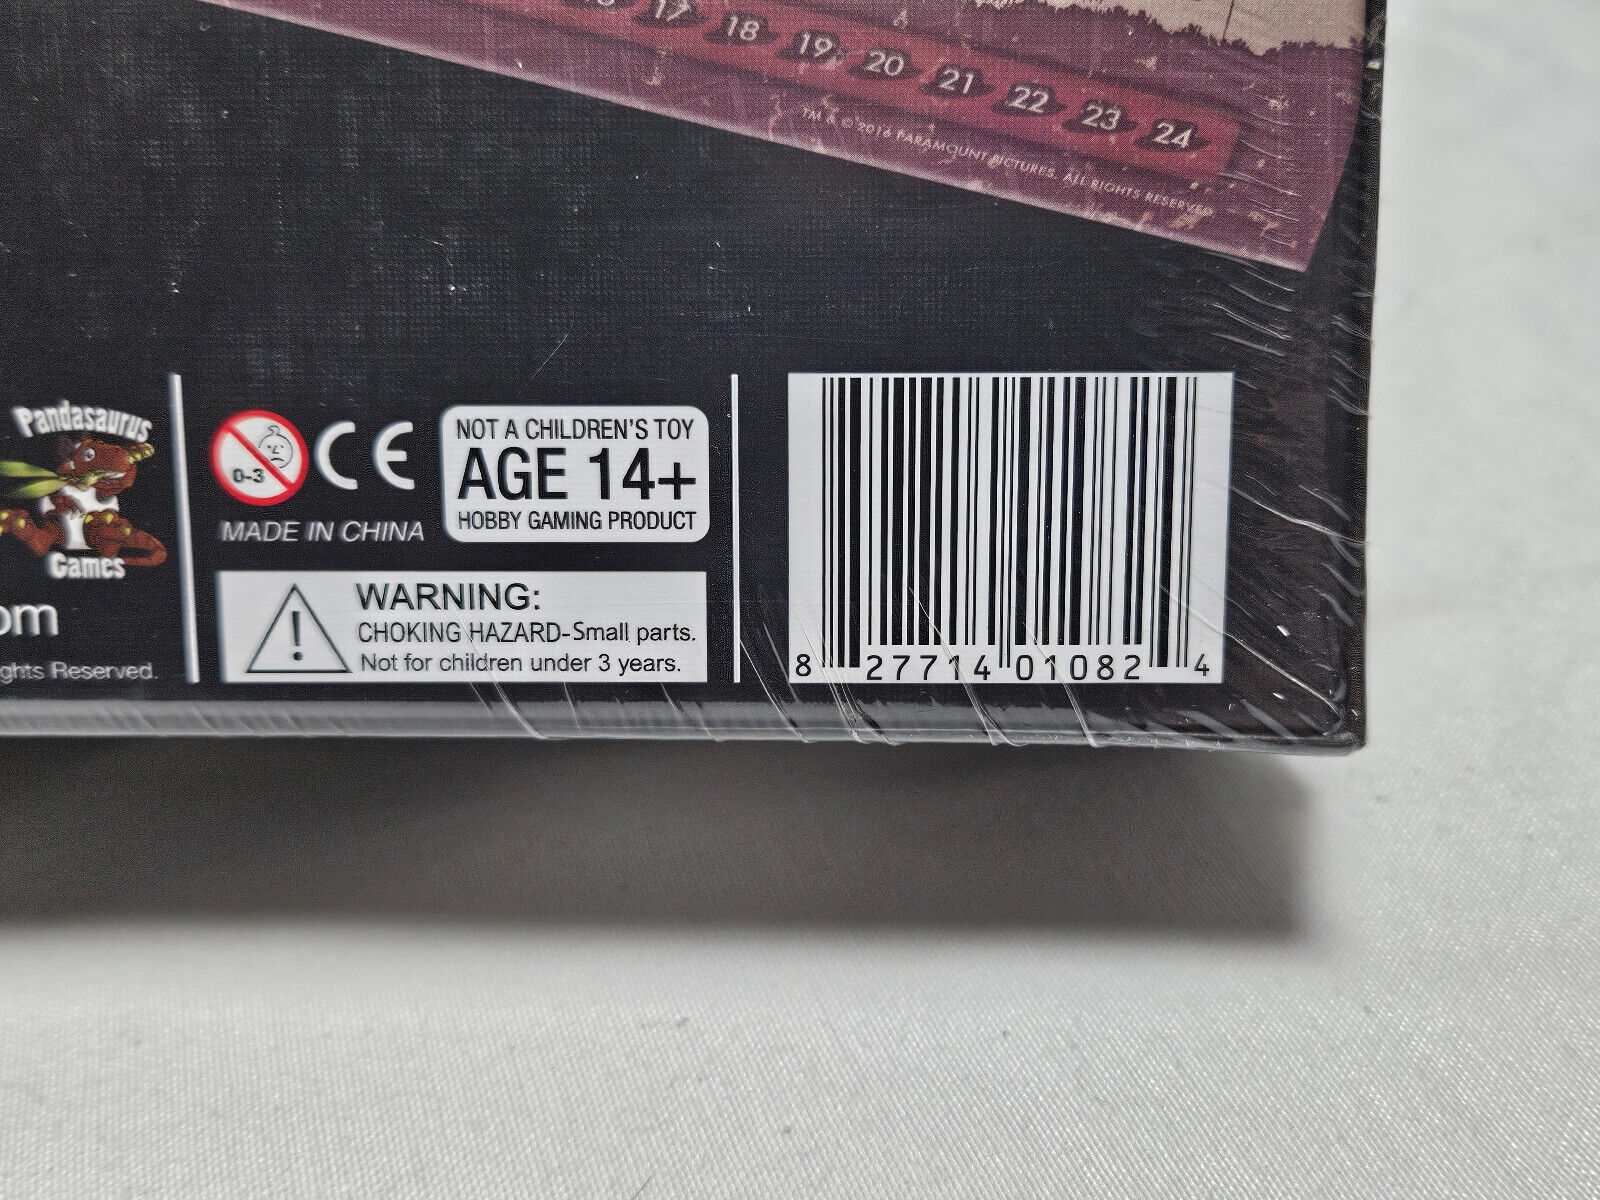 17 18 19 20 21 22 23 24
TM & © 2016 PARAMOUNT PICTURES. ALL RIGHTS RESERVED.
Pandasaurus
Games
om
ghts Reserved.
0-3
CE
MADE IN CHINA
NOT A CHILDREN'S TOY
AGE 14+
HOBBY GAMING PRODUCT
WARNING:
CHOKING HAZARD-Small parts.
Not for children under 3 years.
8 27714 01082 4